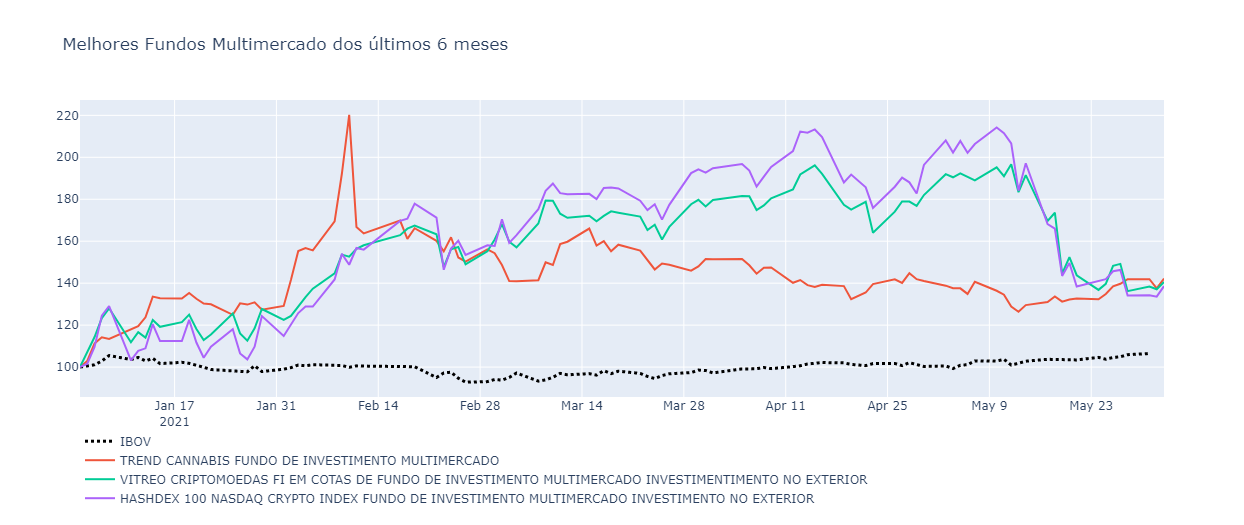 Melhores Fundos Multimercado dos últimos 6 meses
220
200
180
160
140
120
100
Jan 17
2021
Jan 31
Feb 14
Feb 28
Mar 14
Mar 28
Apr 11
Apr 25
May 9
May 23
IBOV
TREND CANNABIS FUNDO DE INVESTIMENTO MULTIMERCADO
VITREO CRIPTOMOEDAS FI EM COTAS DE FUNDO DE INVESTIMENTO MULTIMERCADO INVESTIMENTIMENTO NO EXTERIOR
HASHDEX 100 NASDAQ CRYPTO INDEX FUNDO DE INVESTIMENTO MULTIMERCADO INVESTIMENTO NO EXTERIOR